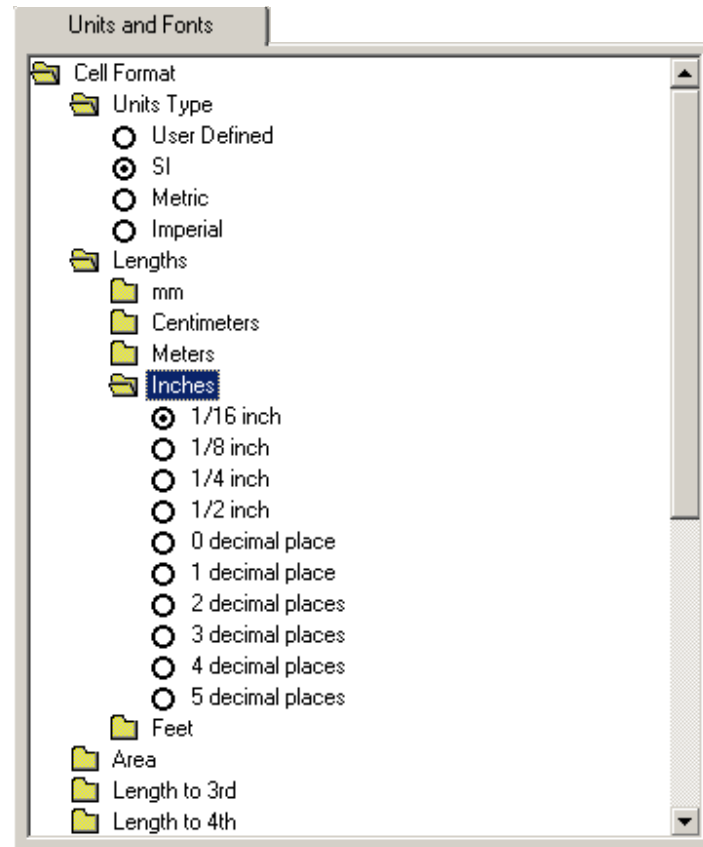 Units and Fonts
Cell Format
Units Type
User Defined
SI
Metric
Imperial
Lengths
mm
Centimeters
Meters
Inches
1/16 inch
1/8 inch
1/4 inch
1/2 inch
0 decimal place
1 decimal place
2 decimal places
3 decimal places
4 decimal places
5 decimal places
Feet
Area
Length to 3rd
Length to 4th